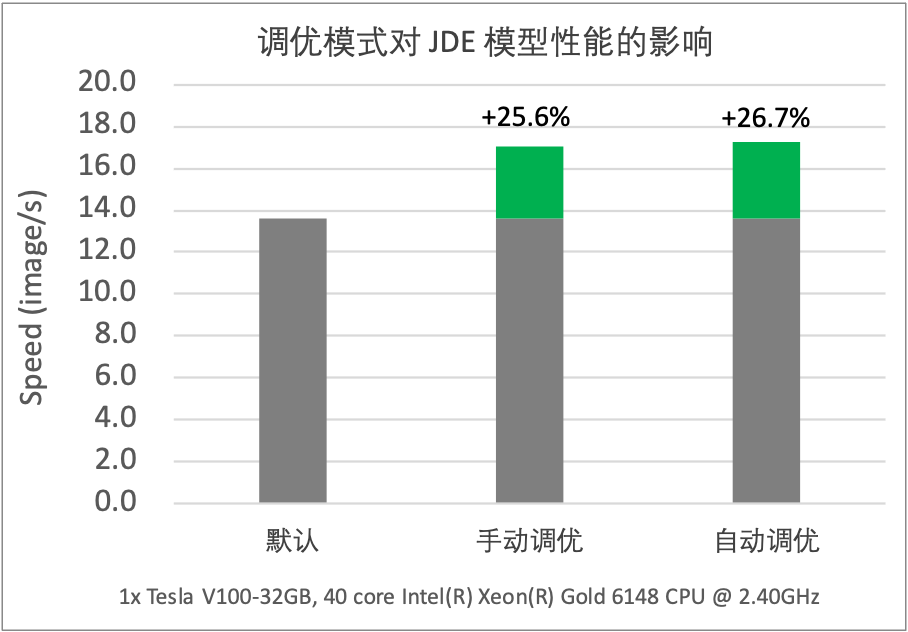 调优模式对 JDE 模型性能的影响
20.0
18.0
16.0
14.0
12.0
10.0
8.0
6.0
4.0
2.0
0.0
Speed (image/s)
+25.6%
+26.7%
默认
手动调优
自动调优
1x Tesla V100-32GB, 40 core Intel(R) Xeon(R) Gold 6148 CPU @ 2.40GHz